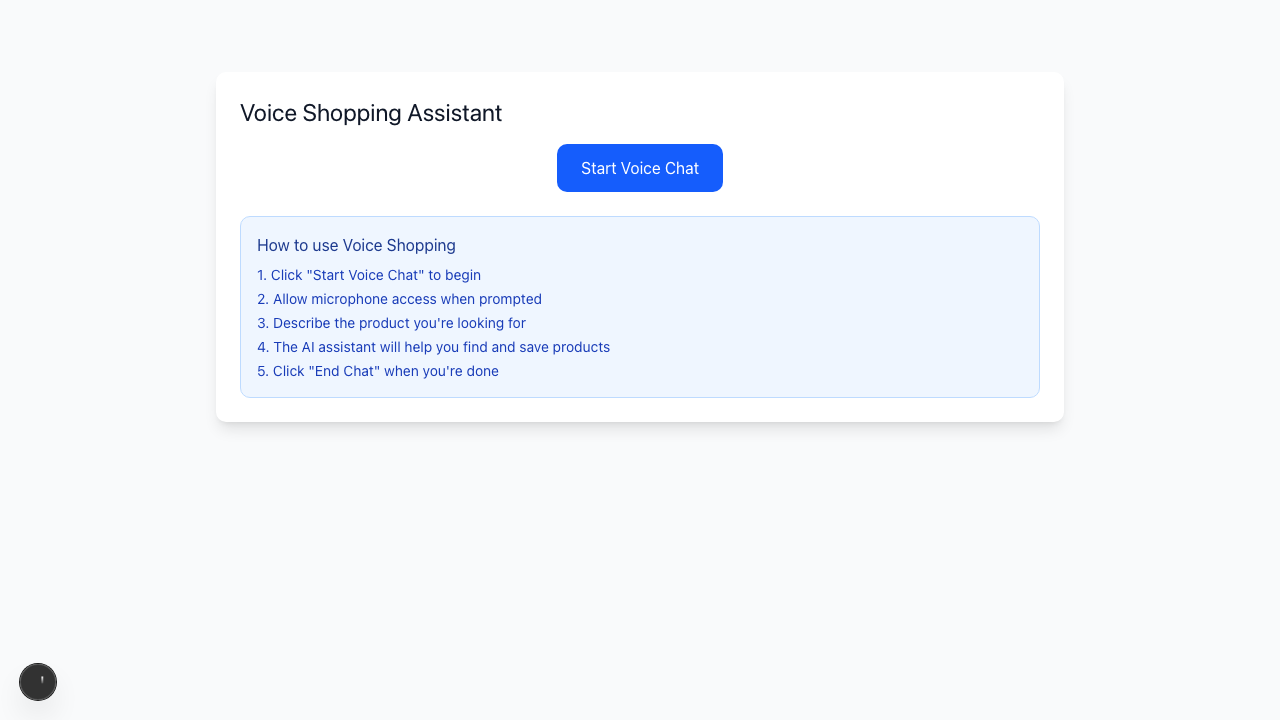 Voice Shopping Assistant
Start Voice Chat
How to use Voice Shopping
1. Click "Start Voice Chat" to begin
2. Allow microphone access when prompted
3. Describe the product you're looking for
4. The AI assistant will help you find and save products
5. Click "End Chat" when you're done